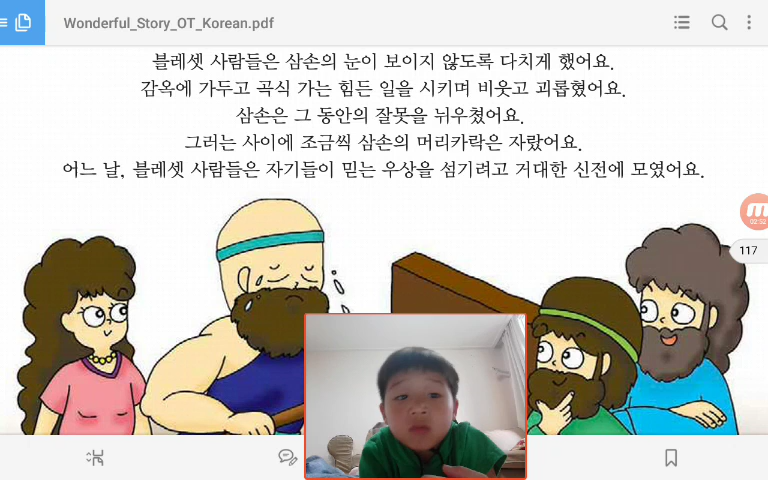 Wonderful_Story_OT_Korean.pdf
블레셋 사람들은 삼손의 눈이 보이지 않도록 다치게 했어요.
감옥에 가두고 곡식 가는 힘든 일을 시키며 비웃고 괴롭혔어요.
삼손은 그 동안의 잘못을 뉘우쳤어요.
그러는 사이에 조금씩 삼손의 머리카락은 자랐어요.
어느 날, 블레셋 사람들은 자기들이 믿는 우상을 섬기려고 거대한 신전에 모였어요.
02:52
117